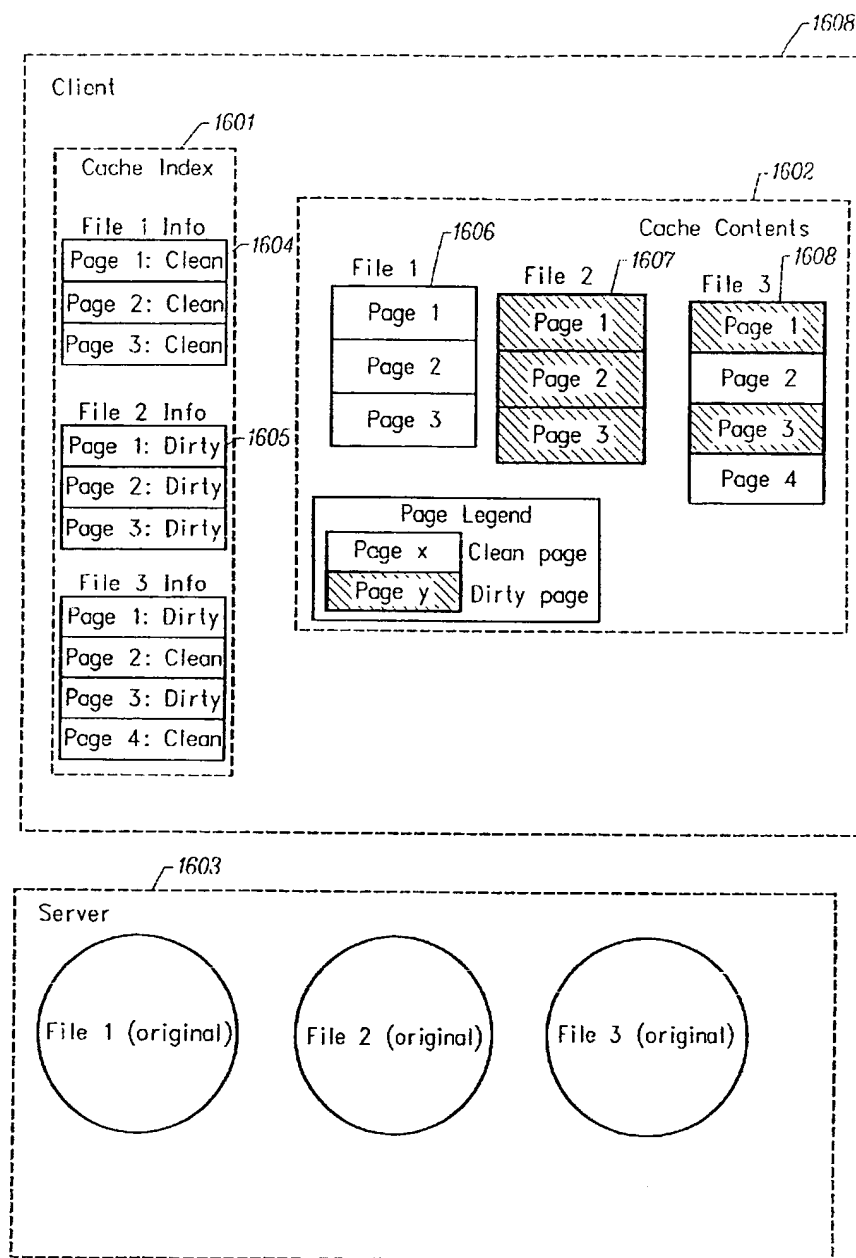 1608
Client
1601
Cache Index
File 1 Info
1604
Page 1: Clean
Page 2: Clean
Page 3: Clean
File 2 Info
1605
Page 1: Dirty
Page 2: Dirty
Page 3: Dirty
File 3 Info
Page 1: Dirty
Page 2: Clean
Page 3: Dirty
Page 4: Clean
1602
Cache Contents
1606
File 1
Page 1
Page 2
Page 3
1607
File 2
Page 1
Page 2
Page 3
1608
File 3
Page 1
Page 2
Page 3
Page 4
Page Legend
Page x Clean page
Page y Dirty page
1603
Server
File 1 (original)
File 2 (original)
File 3 (original)